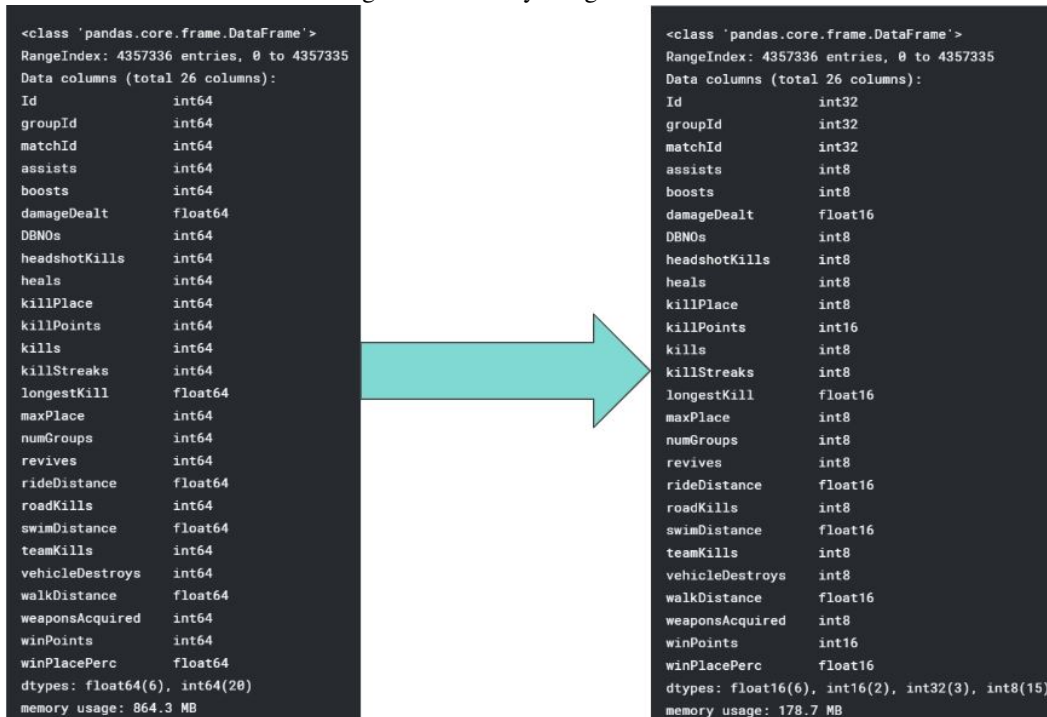 <class 'pandas.core.frame.DataFrame'>
RangeIndex: 4357336 entries, 0 to 4357335
Data columns (total 26 columns):
Id int64
groupId int64
matchId int64
assists int64
boosts int64
damageDealt float64
DBNOs int64
headshotKills int64
heals int64
killPlace int64
killPoints int64
kills int64
killStreaks int64
longestKill float64
maxPlace int64
numGroups int64
revives int64
rideDistance float64
roadKills int64
swimDistance float64
teamKills int64
vehicleDestroys int64
walkDistance float64
weaponsAcquired int64
winPoints int64
winPlacePerc float64
dtypes: float64(6), int64(20)
memory usage: 864.3 MB
<class 'pandas.core.frame.DataFrame'>
RangeIndex: 4357336 entries, 0 to 4357335
Data columns (total 26 columns):
Id int32
groupId int32
matchId int32
assists int8
boosts int8
damageDealt float16
DBNOs int8
headshotKills int8
heals int8
killPlace int8
killPoints int16
kills int8
killStreaks int8
longestKill float16
maxPlace int8
numGroups int8
revives int8
rideDistance float16
roadKills int8
swimDistance float16
teamKills int8
vehicleDestroys int8
walkDistance float16
weaponsAcquired int8
winPoints int16
winPlacePerc float16
dtypes: float16(6), int16(2), int32(3), int8(15)
memory usage: 178.7 MB